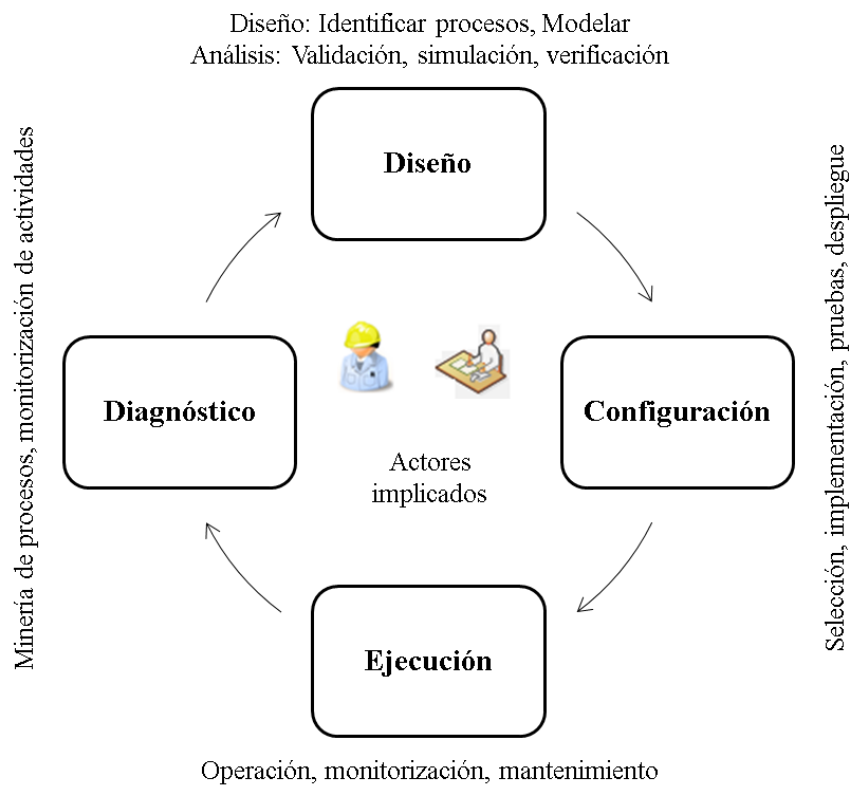 Diseño: Identificar procesos, Modelar
Análisis: Validación, simulación, verificación
Diseño
Minería de procesos, monitorización de actividades
Selección, implementación, pruebas, despliegue
Diagnóstico
Configuración
Actores
implicados
Ejecución
Operación, monitorización, mantenimiento